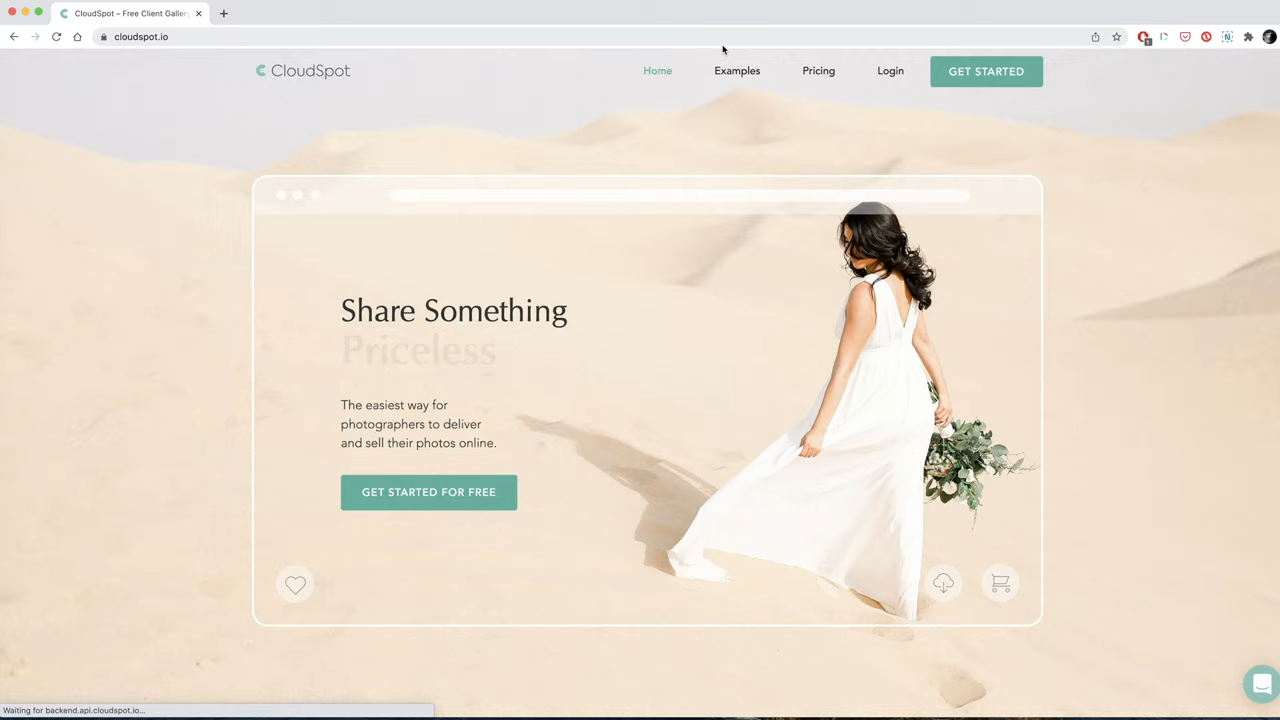 CloudSpot – Free Client Gallery
cloudspot.io
1
CloudSpot
Home
Examples
Pricing
Login
GET STARTED
Share Something
Priceless
The easiest way for
photographers to deliver
and sell their photos online.
GET STARTED FOR FREE
Waiting for backend.api.cloudspot.io...